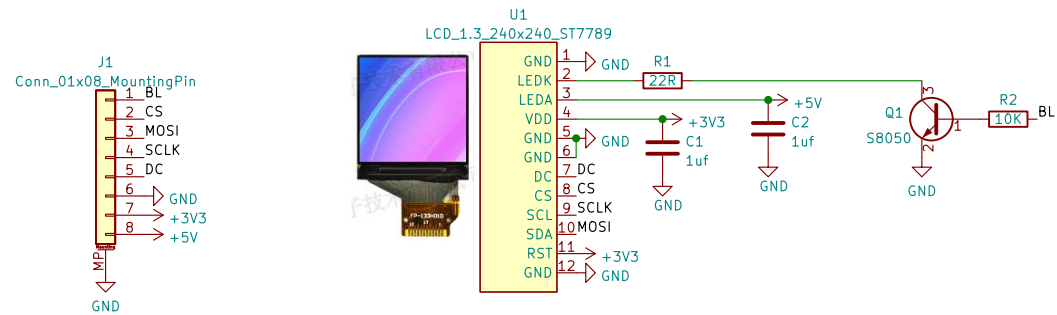 J1
Conn_01x08_MountingPin
1 BL
2 CS
3 MOSI
4 SCLK
5 DC
6 GND
7 +3V3
8 +5V
MP
GND
FP-133H01D
U1
LCD_1.3_240x240_ST7789
GND 1 GND
LEDK 2
LEDA 3 +5V
VDD 4 +3V3
GND 5 GND
GND 6
DC 7 DC
CS 8 CS
SCL 9 SCLK
SDA 10 MOSI
RST 11 +3V3
GND 12 GND
R1
22R
C1
1uf
GND
C2
1uf
GND
Q1
S8050
3
1
2
GND
R2
10K
BL